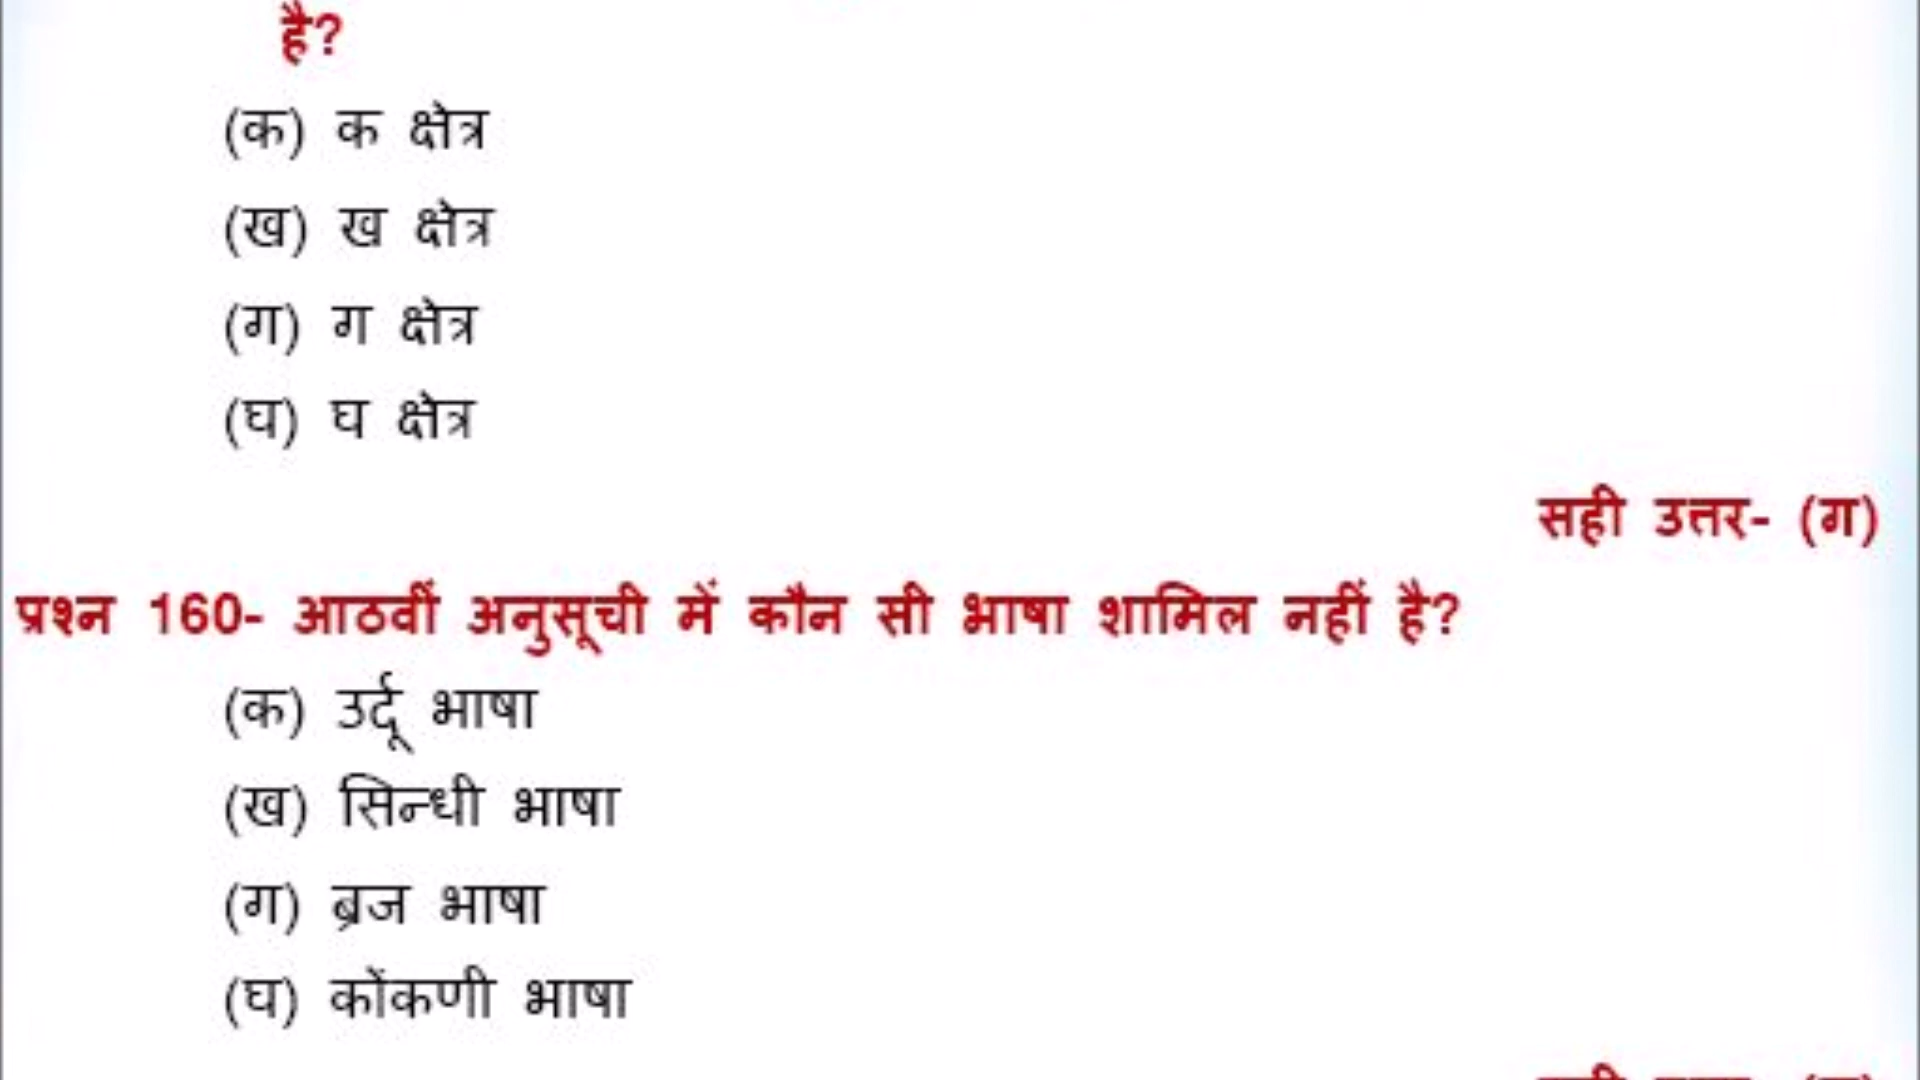 है?
(क) क क्षेत्र
(ख) ख क्षेत्र
(ग) ग क्षेत्र
(घ) घ क्षेत्र
सही उत्तर- (ग)
प्रश्न 160- आठवीं अनुसूची में कौन सी भाषा शामिल नहीं है?
(क) उर्दू भाषा
(ख) सिन्धी भाषा
(ग) ब्रज भाषा
(घ) कोंकणी भाषा